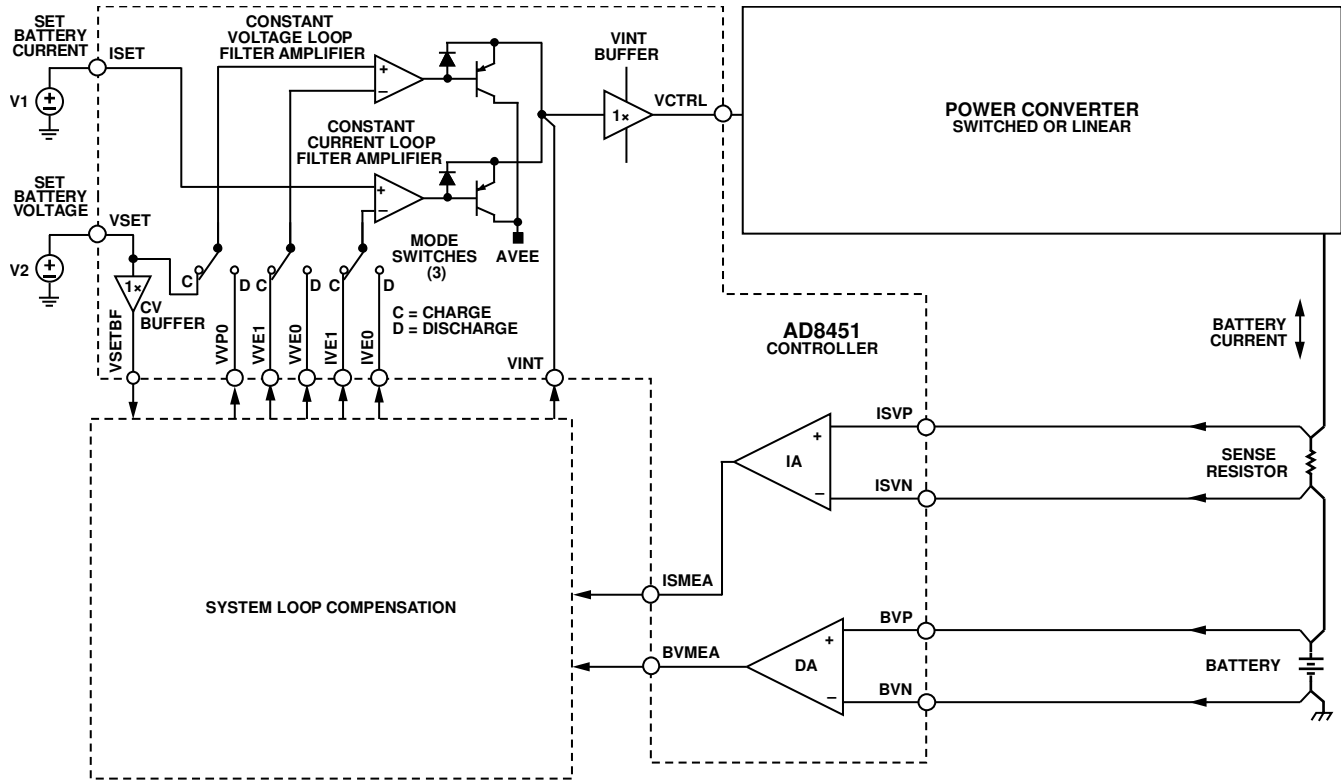 SET
BATTERY
CURRENT
ISET
V1
CONSTANT
VOLTAGE LOOP
FILTER AMPLIFIER
+
−
VINT
BUFFER
1×
VCTRL
POWER CONVERTER
SWITCHED OR LINEAR
CONSTANT
CURRENT LOOP
FILTER AMPLIFIER
+
−
SET
BATTERY
VOLTAGE
VSET
V2
1×
CV
BUFFER
VSETBF
C
D
C
D
C
D
MODE
SWITCHES
(3)
AVEE
C = CHARGE
D = DISCHARGE
VVP0
VVE1
VVE0
IVE1
IVE0
VINT
AD8451
CONTROLLER
BATTERY
CURRENT
ISVP
+
IA
−
ISVN
SENSE
RESISTOR
SYSTEM LOOP COMPENSATION
ISMEA
BVP
+
BVMEA
DA
−
BVN
BATTERY